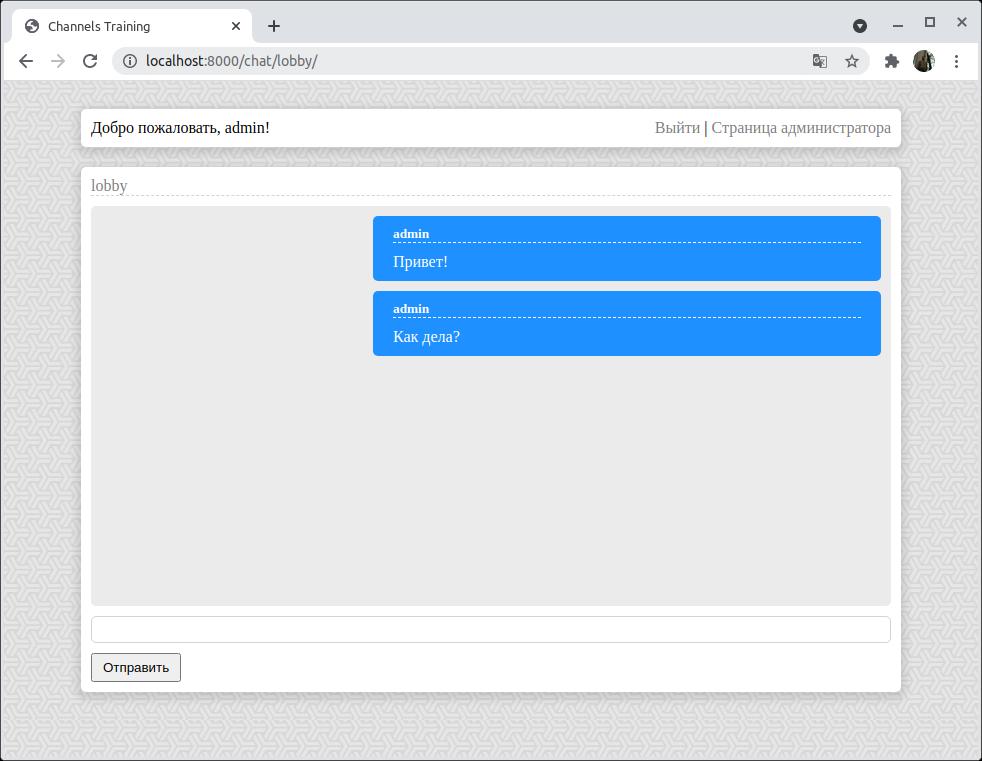 Channels Training
localhost:8000/chat/lobby/
Добро пожаловать, admin! Выйти | Страница администратора
lobby
admin
Привет!
admin
Как дела?
Отправить